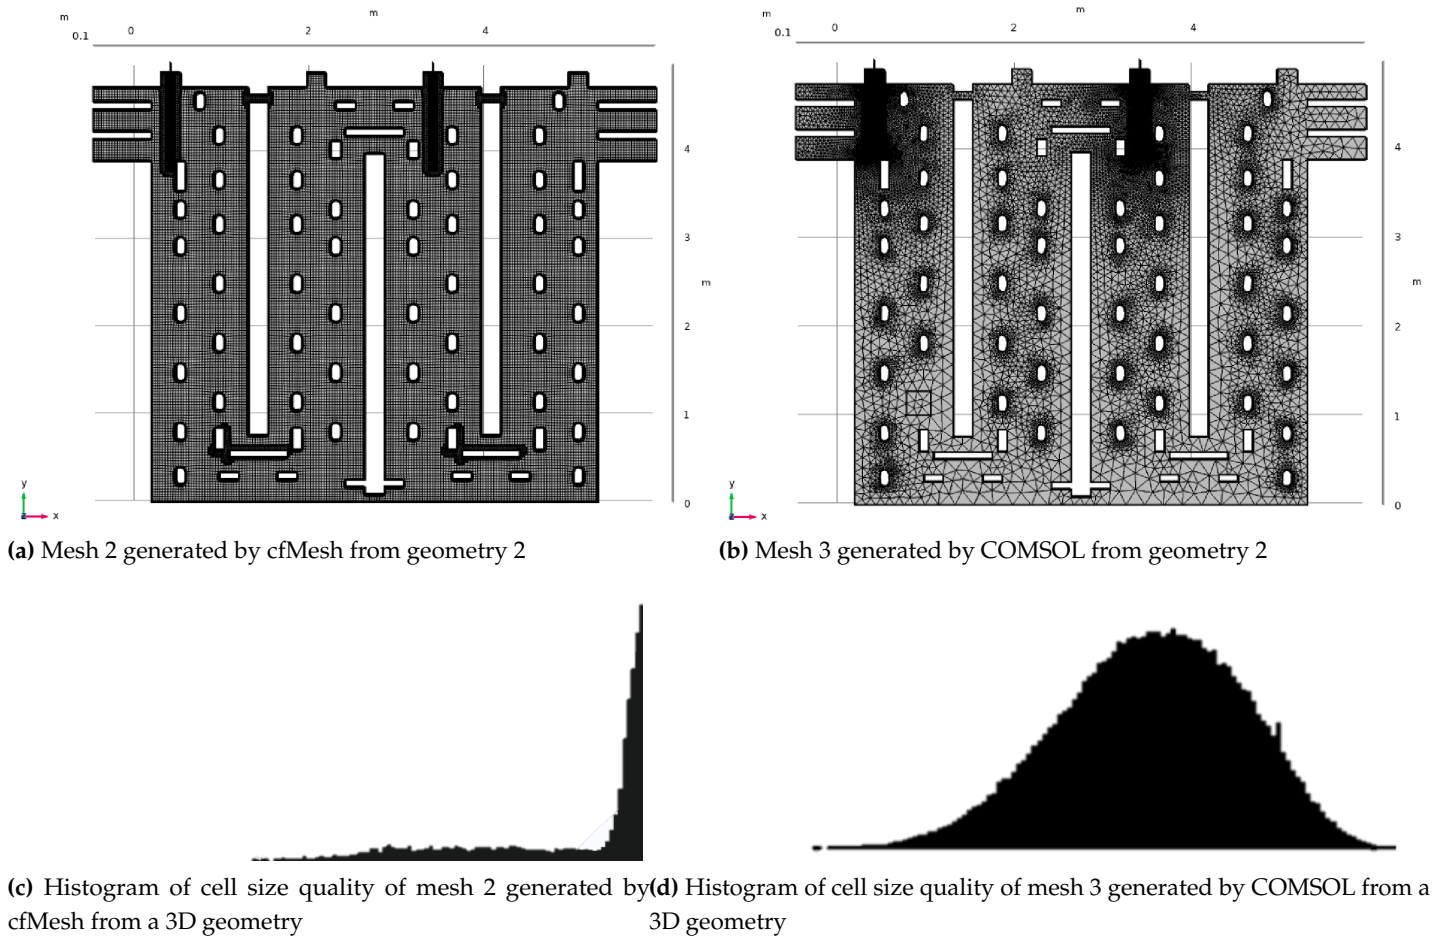 m
0.1
0
2
m
4
4
3
m
2
1
0
y
z
x
m
0.1
0
2
m
4
4
3
m
2
1
0
y
z
x
(a) Mesh 2 generated by cfMesh from geometry 2
(b) Mesh 3 generated by COMSOL from geometry 2
(c) Histogram of cell size quality of mesh 2 generated by
cfMesh from a 3D geometry
(d) Histogram of cell size quality of mesh 3 generated by COMSOL from a
3D geometry